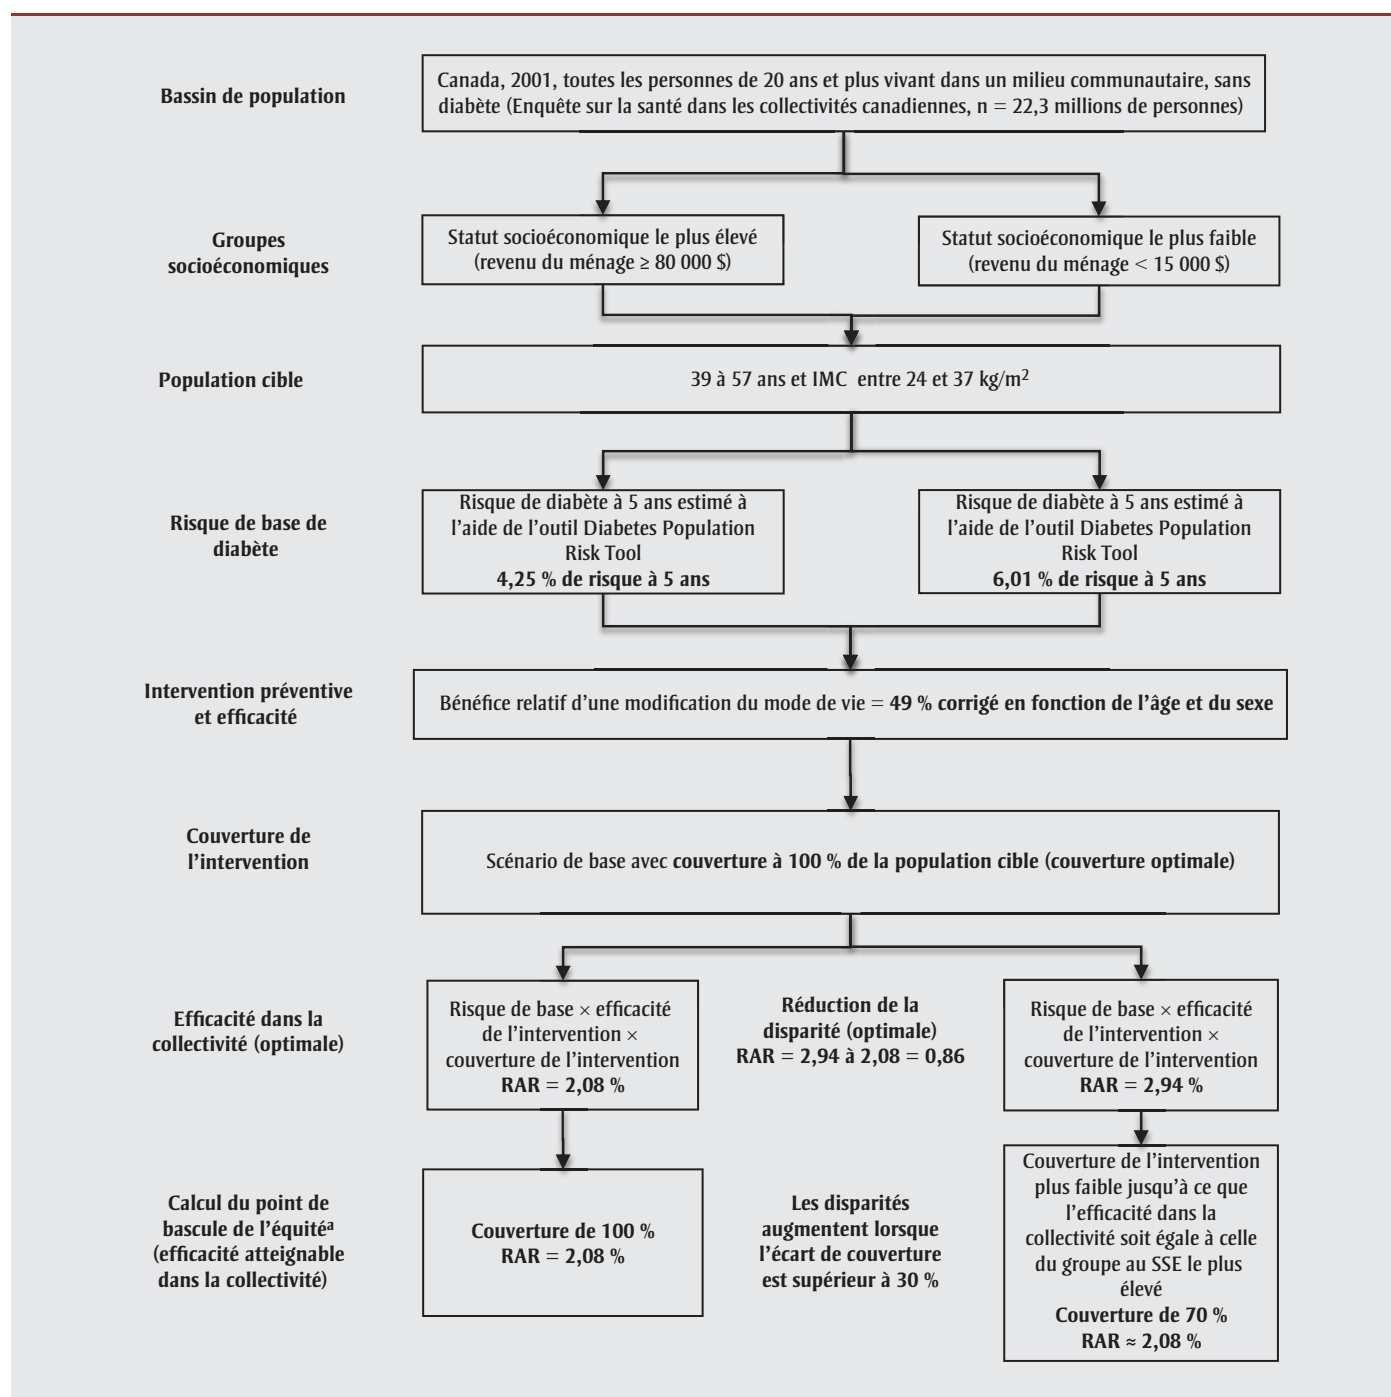 Bassin de population
Canada, 2001, toutes les personnes de 20 ans et plus vivant dans un milieu communautaire, sans
diabète (Enquête sur la santé dans les collectivités canadiennes, n = 22,3 millions de personnes)
Groupes
socioéconomiques
Statut socioéconomique le plus élevé
(revenu du ménage ≥ 80 000 $)
Statut socioéconomique le plus faible
(revenu du ménage < 15 000 $)
Population cible
39 à 57 ans et IMC entre 24 et 37 kg/m²
Risque de base de
diabète
Risque de diabète à 5 ans estimé à
l’aide de l’outil Diabetes Population
Risk Tool
4,25 % de risque à 5 ans
Risque de diabète à 5 ans estimé à
l’aide de l’outil Diabetes Population
Risk Tool
6,01 % de risque à 5 ans
Intervention préventive
et efficacité
Bénéfice relatif d’une modification du mode de vie = 49 % corrigé en fonction de l’âge et du sexe
Couverture de
l’intervention
Scénario de base avec couverture à 100 % de la population cible (couverture optimale)
Efficacité dans la
collectivité (optimale)
Risque de base × efficacité
de l’intervention ×
couverture de l’intervention
RAR = 2,08 %
Réduction de la
disparité (optimale)
RAR = 2,94 à 2,08 = 0,86
Risque de base × efficacité
de l’intervention ×
couverture de l’intervention
RAR = 2,94 %
Calcul du point de
bascule de l’équitéᵃ
(efficacité atteignable
dans la collectivité)
Couverture de 100 %
RAR = 2,08 %
Les disparités
augmentent lorsque
l’écart de couverture
est supérieur à 30 %
Couverture de l’intervention
plus faible jusqu’à ce que
l’efficacité dans la
collectivité soit égale à celle
du groupe au SSE le plus
élevé
Couverture de 70 %
RAR ≈ 2,08 %